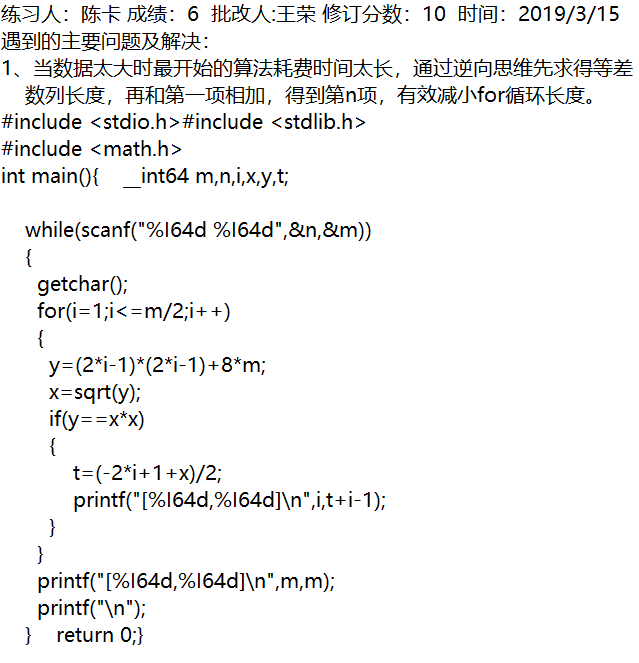 练习人：陈卡 成绩：6  批改人:王荣 修订分数：10  时间：2019/3/15
遇到的主要问题及解决：
1、当数据太大时最开始的算法耗费时间太长，通过逆向思维先求得等差
数列长度，再和第一项相加，得到第n项，有效减小for循环长度。
#include <stdio.h>#include <stdlib.h>
#include <math.h>
int main(){    __int64 m,n,i,x,y,t;
while(scanf("%I64d %I64d",&n,&m))
{
getchar();
for(i=1;i<=m/2;i++)
{
y=(2*i-1)*(2*i-1)+8*m;
x=sqrt(y);
if(y==x*x)
{
t=(-2*i+1+x)/2;
printf("[%I64d,%I64d]\n",i,t+i-1);
}
}
printf("[%I64d,%I64d]\n",m,m);
printf("\n");
}    return 0;}